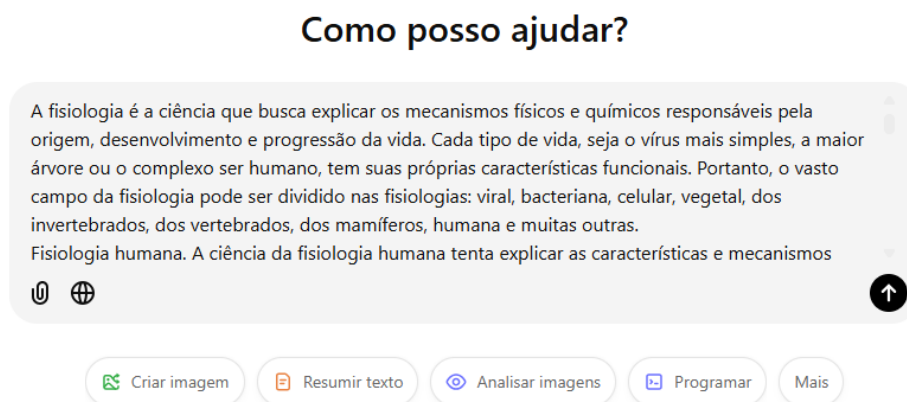 Como posso ajudar?
A fisiologia é a ciência que busca explicar os mecanismos físicos e químicos responsáveis pela
origem, desenvolvimento e progressão da vida. Cada tipo de vida, seja o vírus mais simples, a maior
árvore ou o complexo ser humano, tem suas próprias características funcionais. Portanto, o vasto
campo da fisiologia pode ser dividido nas fisiologias: viral, bacteriana, celular, vegetal, dos
invertebrados, dos vertebrados, dos mamíferos, humana e muitas outras.
Fisiologia humana. A ciência da fisiologia humana tenta explicar as características e mecanismos
Criar imagem
Resumir texto
Analisar imagens
Programar
Mais